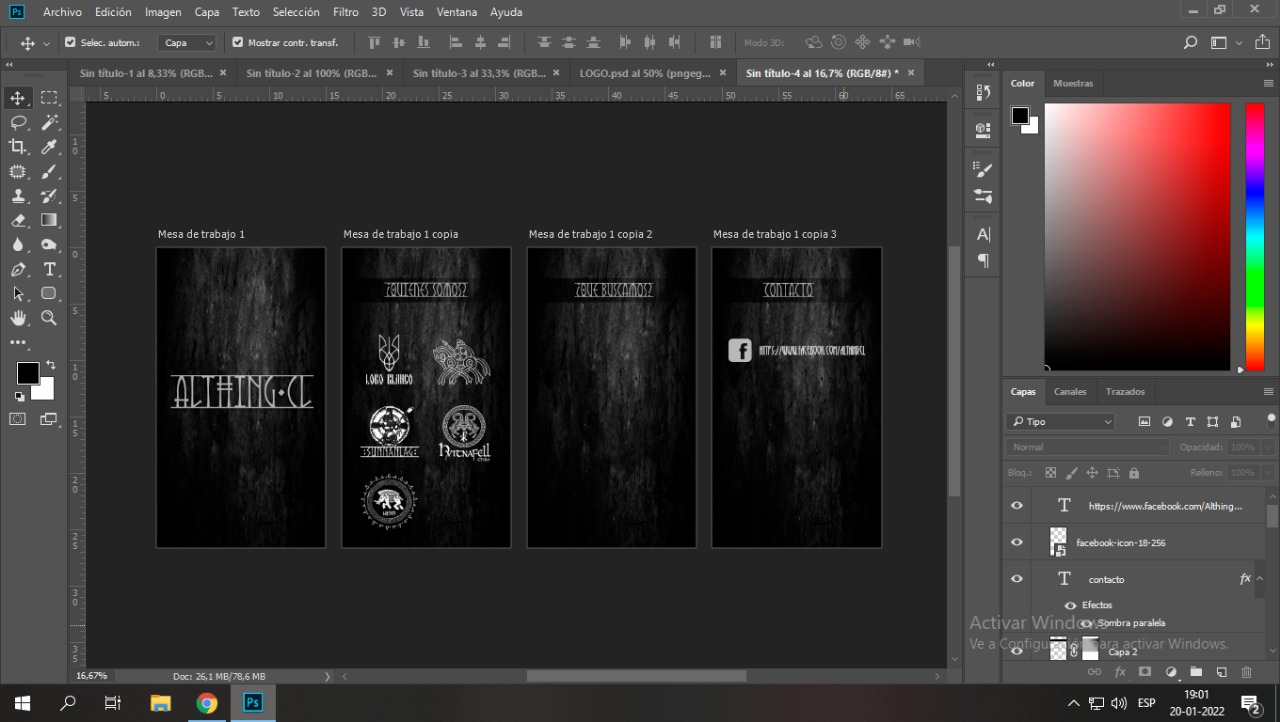 Archivo Edición Imagen Capa Texto Selección Filtro 3D Vista Ventana Ayuda
Selec. autom.: Capa Mostrar contr. transf. Modo 3D:
Sin título-1 al 8,33% (RGB... × Sin título-2 al 100% (RGB... × Sin título-3 al 33,3% (RGB... × LOGO.psd al 50% (pngeg... × Sin título-4 al 16,7% (RGB/8#) * ×
5 0 5 10 15 20 25 30 35 40 45 50 55 60 65
Color Muestras
Mesa de trabajo 1 Mesa de trabajo 1 copia Mesa de trabajo 1 copia 2 Mesa de trabajo 1 copia 3
¿QUIENES SOMOS?
¿QUE BUSCAMOS?
CONTACTO
ALTHING·CL
LOBO ELITICO
SUNNANLAG
HRITNAFELL
https://www.facebook.com/AlthingCL
Capas Canales Trazados
Tipo
Normal Opacidad: 100%
Bloq.: Relleno: 100%
https://www.facebook.com/Althing...
facebook-icon-18-256
contacto fx
Efectos
Sombra paralela
Capa 2
Activar Windows
Ve a Configuración para activar Windows.
16,67% Doc: 26,1 MB/78,6 MB
ESP
19:01
20-01-2022
2